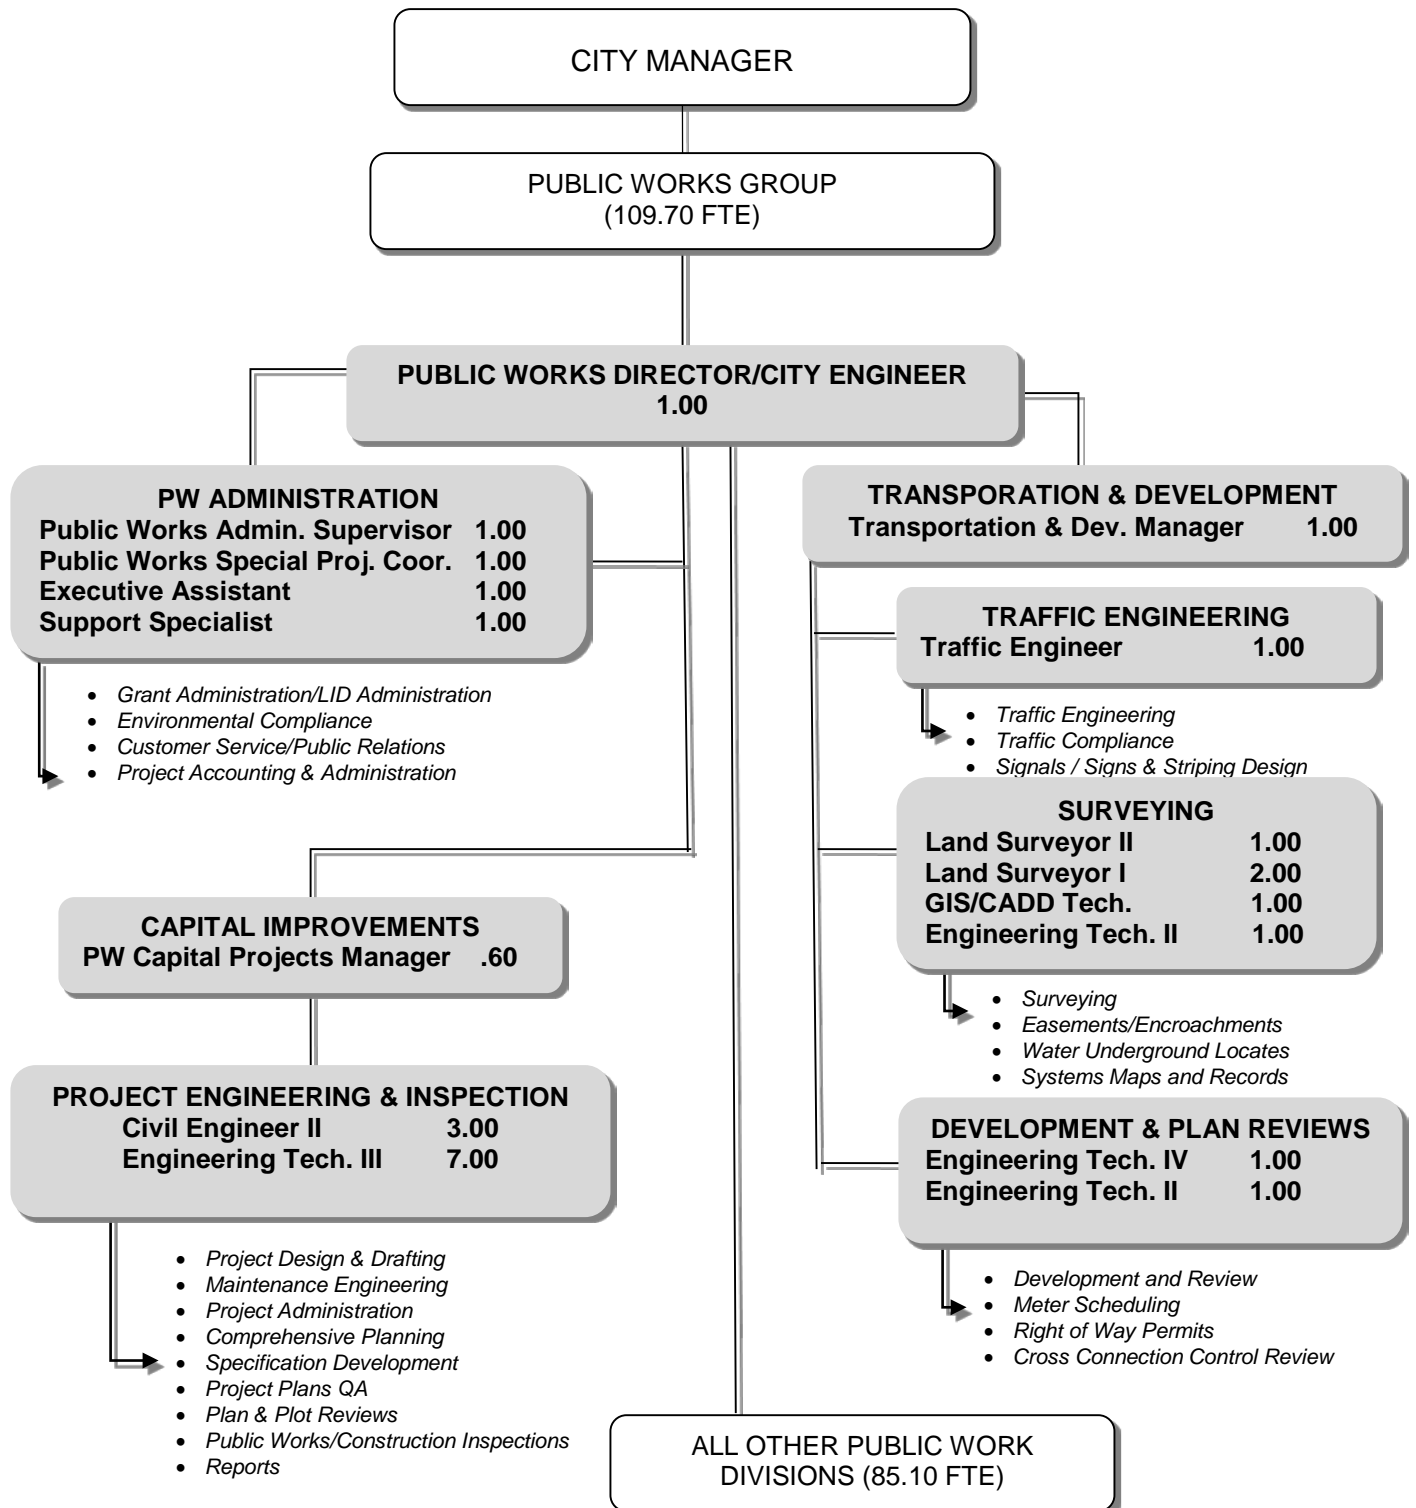 CITY MANAGER
PUBLIC WORKS GROUP
(109.70 FTE)
PUBLIC WORKS DIRECTOR/CITY ENGINEER
1.00
PW ADMINISTRATION
Public Works Admin. Supervisor 1.00
Public Works Special Proj. Coor. 1.00
Executive Assistant 1.00
Support Specialist 1.00
• Grant Administration/LID Administration
• Environmental Compliance
• Customer Service/Public Relations
• Project Accounting & Administration
CAPITAL IMPROVEMENTS
PW Capital Projects Manager .60
PROJECT ENGINEERING & INSPECTION
Civil Engineer II 3.00
Engineering Tech. III 7.00
• Project Design & Drafting
• Maintenance Engineering
• Project Administration
• Comprehensive Planning
• Specification Development
• Project Plans QA
• Plan & Plot Reviews
• Public Works/Construction Inspections
• Reports
TRANSPORATION & DEVELOPMENT
Transportation & Dev. Manager 1.00
TRAFFIC ENGINEERING
Traffic Engineer 1.00
• Traffic Engineering
• Traffic Compliance
• Signals / Signs & Striping Design
SURVEYING
Land Surveyor II 1.00
Land Surveyor I 2.00
GIS/CADD Tech. 1.00
Engineering Tech. II 1.00
• Surveying
• Easements/Encroachments
• Water Underground Locates
• Systems Maps and Records
DEVELOPMENT & PLAN REVIEWS
Engineering Tech. IV 1.00
Engineering Tech. II 1.00
• Development and Review
• Meter Scheduling
• Right of Way Permits
• Cross Connection Control Review
ALL OTHER PUBLIC WORK
DIVISIONS (85.10 FTE)